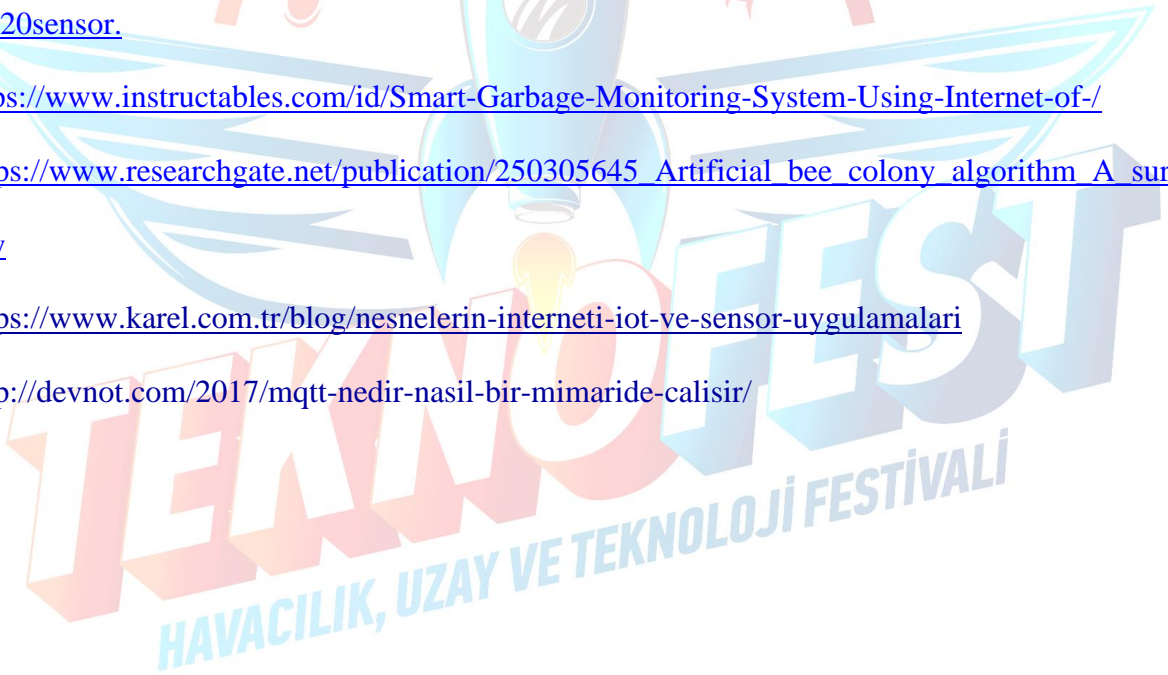 20sensor.
ps://www.instructables.com/id/Smart-Garbage-Monitoring-System-Using-Internet-of-/
ps://www.researchgate.net/publication/250305645_Artificial_bee_colony_algorithm_A_sur
ps://www.karel.com.tr/blog/nesnelerin-interneti-iot-ve-sensor-uygulamalari
p://devnot.com/2017/mqtt-nedir-nasil-bir-mimaride-calisir/
TEKNOFEST
HAVACILIK, UZAY VE TEKNOLOJİ FESTİVALİ